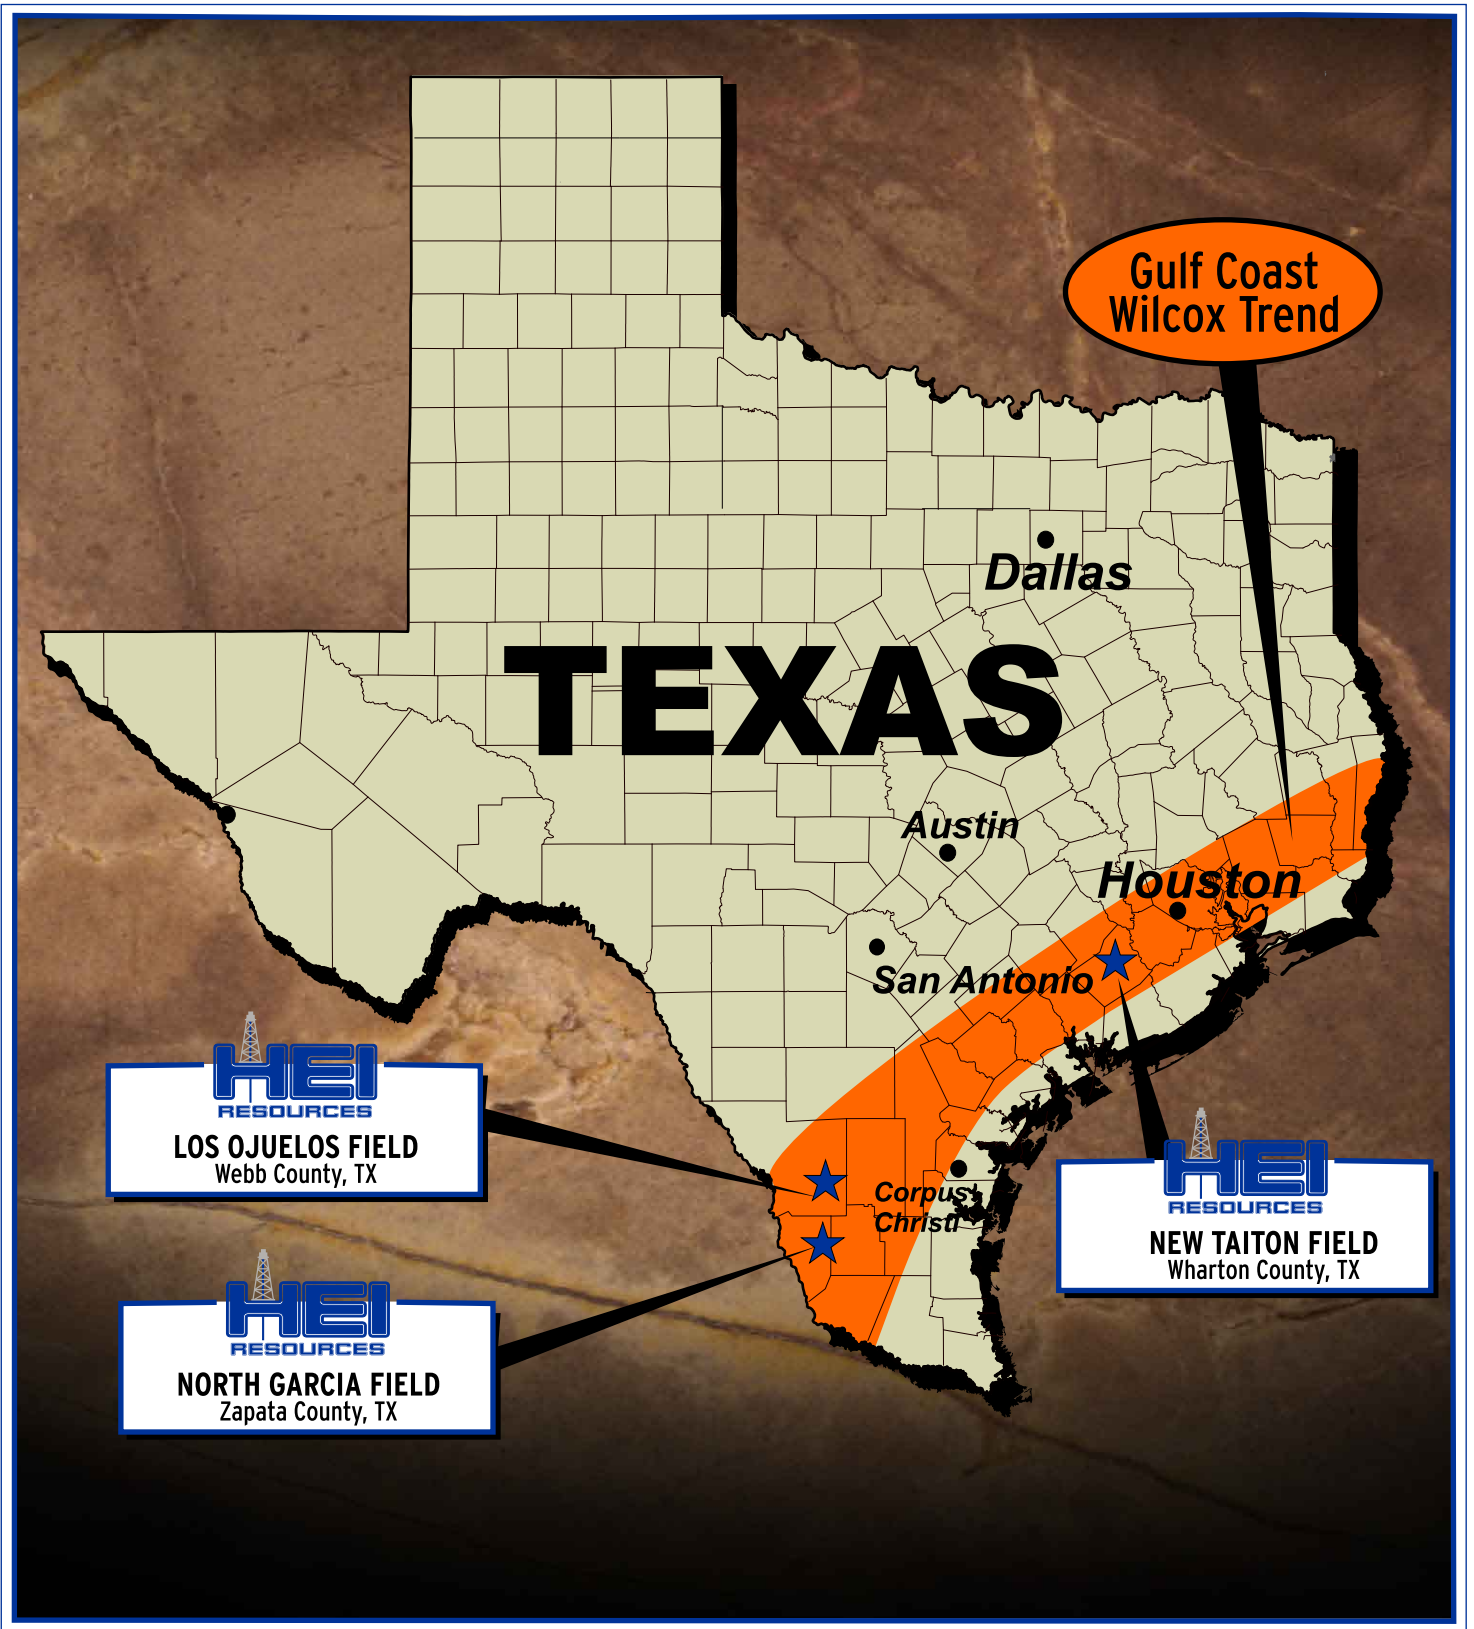 Gulf Coast
Wilcox Trend
Dallas
TEXAS
Austin
Houston
San Antonio
HEI
RESOURCES
LOS OJUELOS FIELD
Webb County, TX
Corpus
Christi
HEI
RESOURCES
NEW TAITON FIELD
Wharton County, TX
HEI
RESOURCES
NORTH GARCIA FIELD
Zapata County, TX